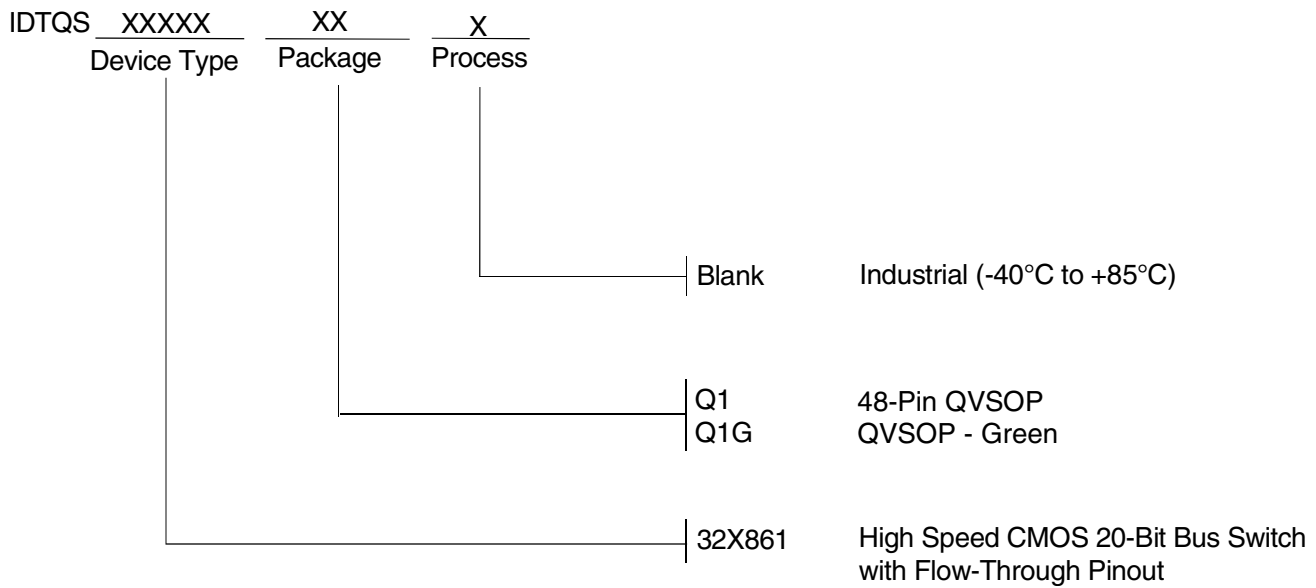 IDTQS XXXXX XX X
Device Type Package Process
Blank Industrial (-40°C to +85°C)
Q1 48-Pin QVSOP
Q1G QVSOP - Green
32X861 High Speed CMOS 20-Bit Bus Switch
with Flow-Through Pinout